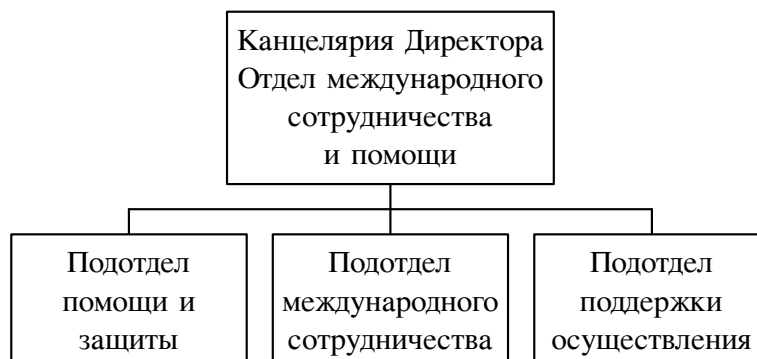 Канцелярия Директора
Отдел международного
сотрудничества
и помощи
Подотдел
помощи и
защиты
Подотдел
международного
сотрудничества
Подотдел
поддержки
осуществления